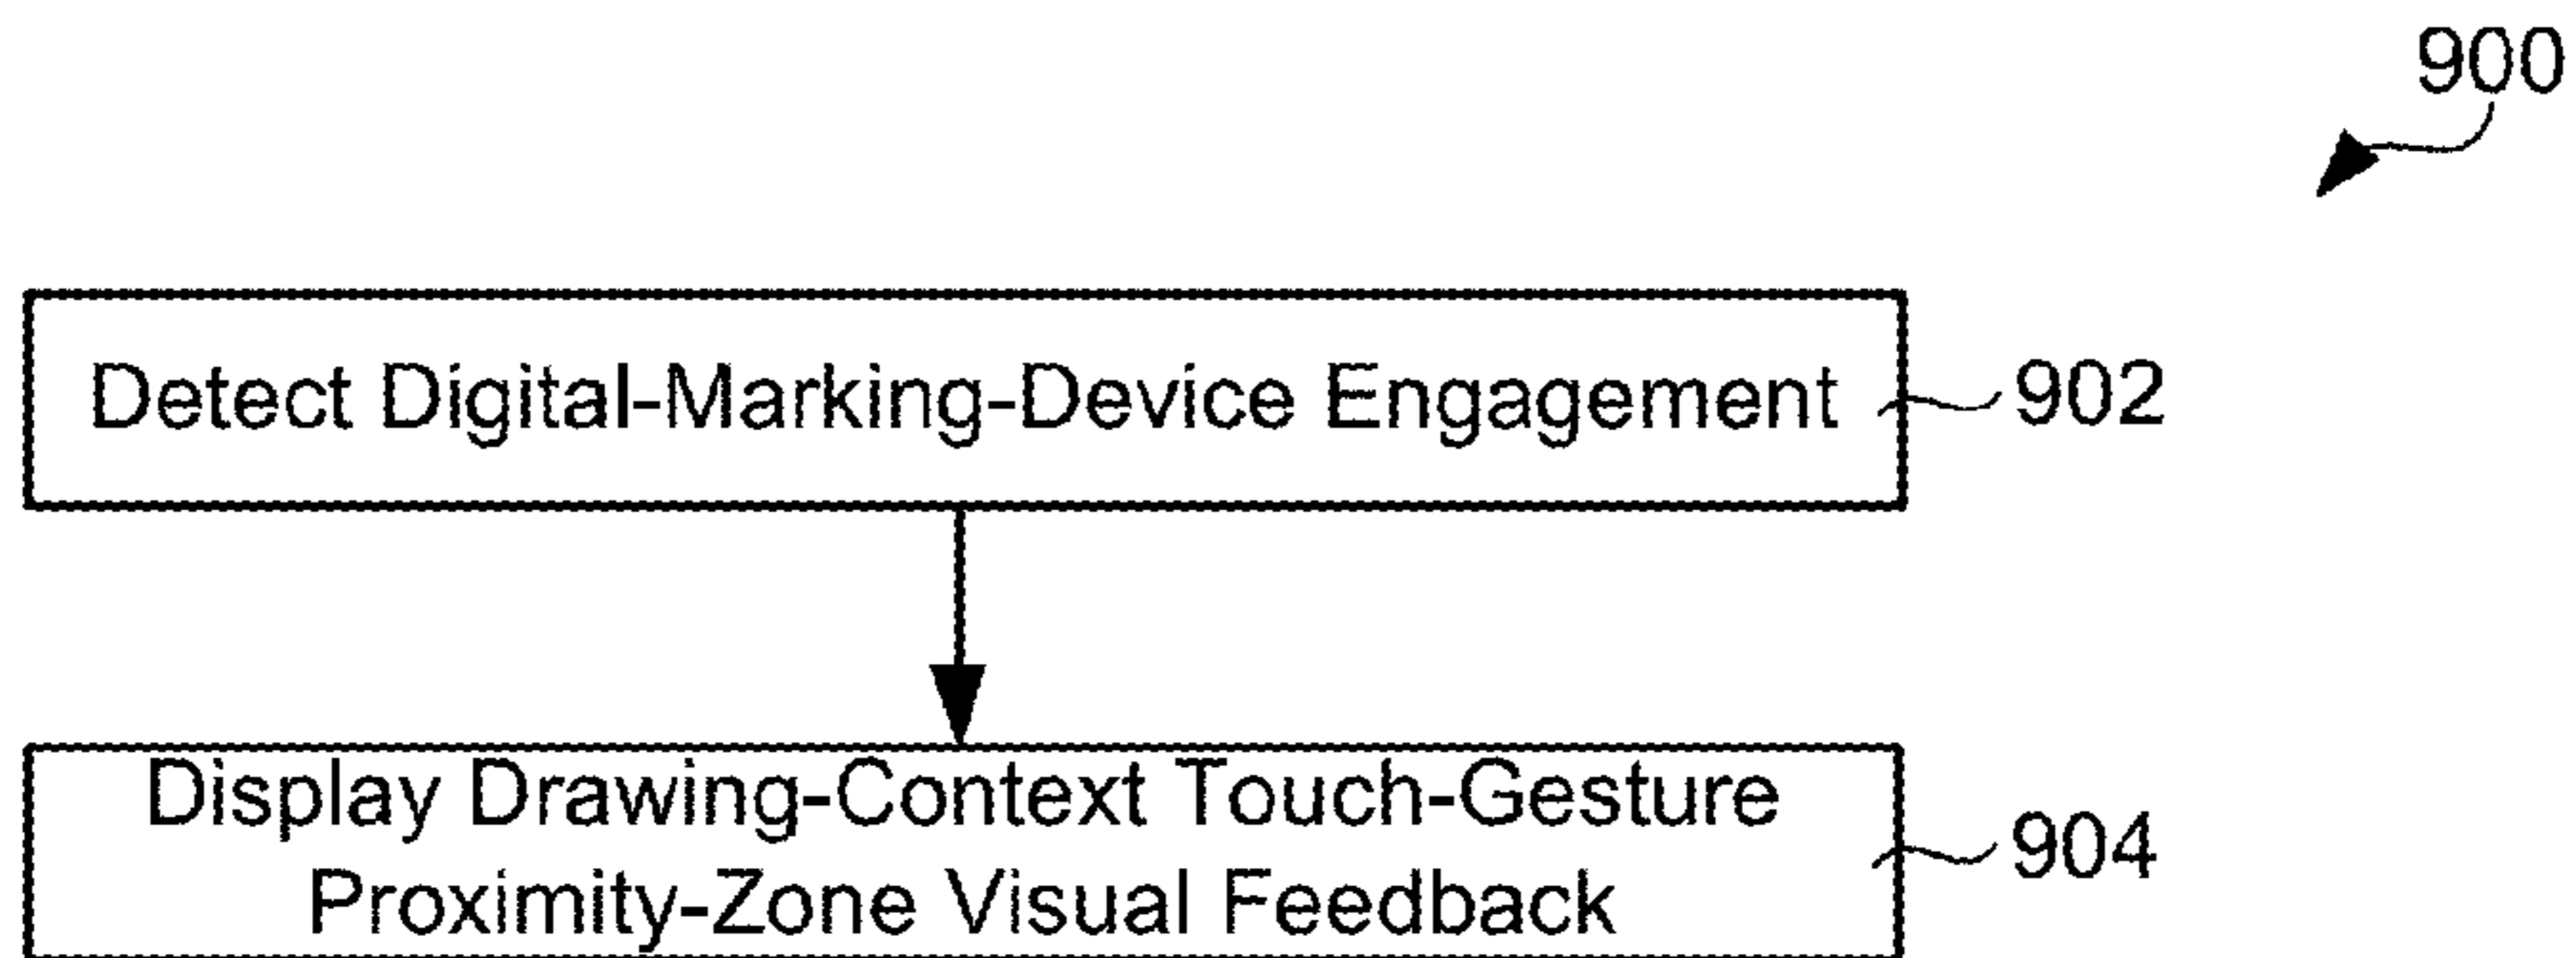 900
Detect Digital-Marking-Device Engagement 902
Display Drawing-Context Touch-Gesture
Proximity-Zone Visual Feedback
904